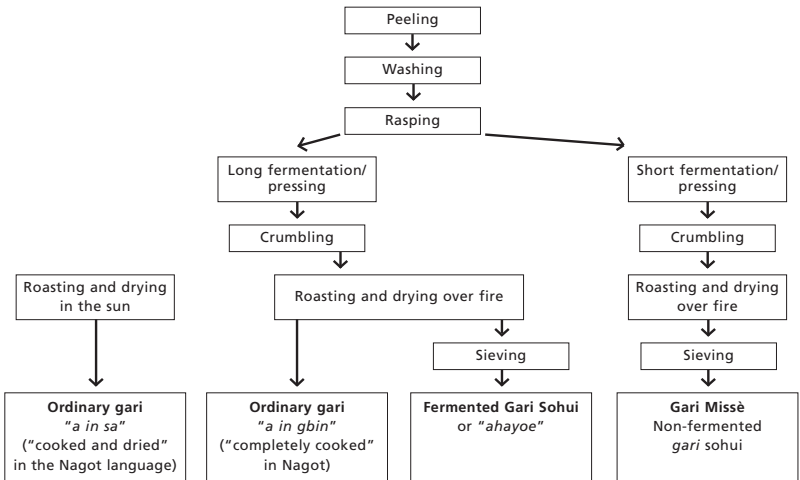 Peeling
Washing
Rasping
Long fermentation/
pressing
Short fermentation/
pressing
Crumbling
Crumbling
Roasting and drying
in the sun
Roasting and drying over fire
Roasting and drying
over fire
Sieving
Sieving
Ordinary gari
“a in sa”
(“cooked and dried”
in the Nagot language)
Ordinary gari
“a in gbin”
(“completely cooked”
in Nagot)
Fermented Gari Sohui
or “ahayoe”
Gari Missè
Non-fermented
gari sohui